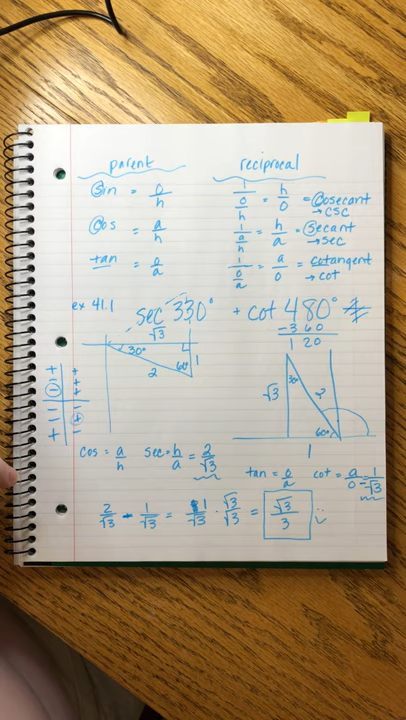 parent reciprocal
Sin = o/h 1/(o/h) = h/o = Cosecant → csc
Cos = a/h 1/(a/h) = h/a = Secant → sec
tan = o/a 1/(o/a) = a/o = cotangent → cot
ex 41.1 sec 330° + cot 480°
-360
120
√3
30° 60° 1
2
√3 30° 2
60°
1
+ +
- +
- +
+ -
cos = a/h sec = h/a = 2/√3
tan = o/a cot = a/o = 1/√3
2/√3 - 1/√3 = 1/√3 · √3/√3 = √3/3